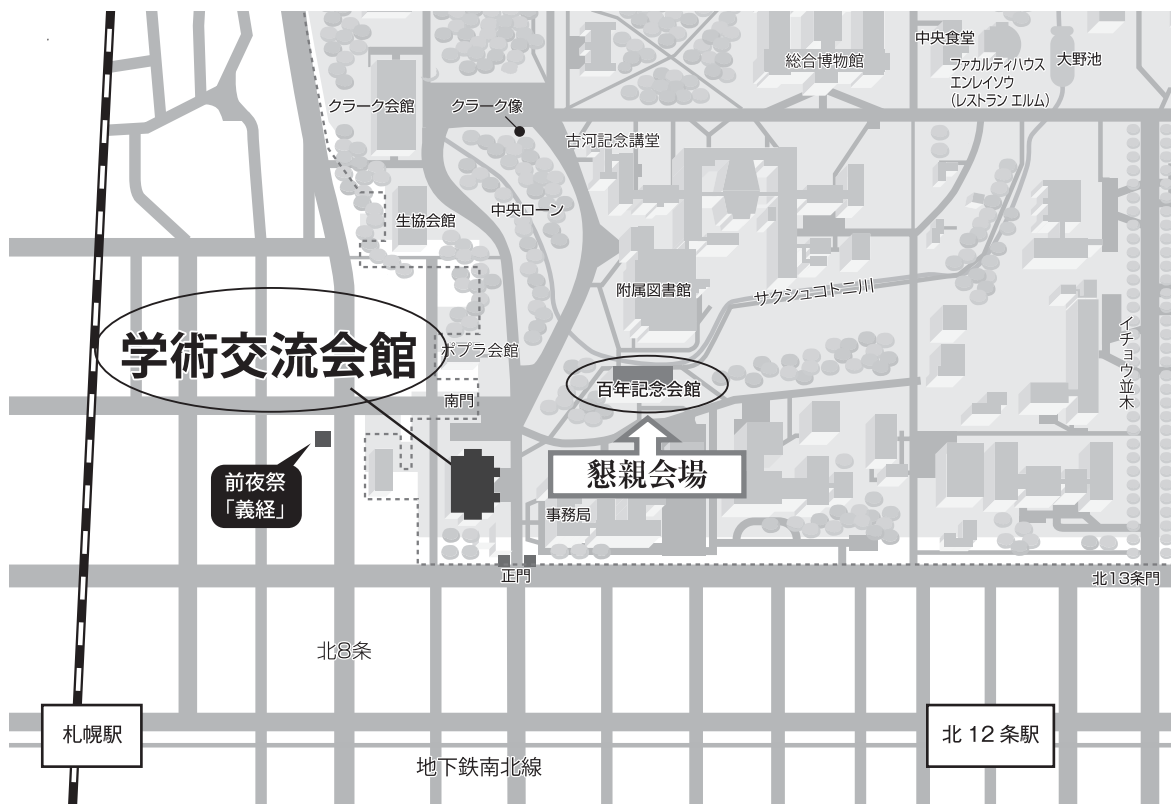 中央食堂
総合博物館
ファカルティハウス
エンレイソウ
(レストラン エルム)
大野池
クラーク会館
クラーク像
古河記念講堂
中央ローン
生協会館
附属図書館
サクシュコトニ川
イチョウ並木
学術交流会館
ポプラ会館
百年記念会館
南門
懇親会場
前夜祭
「義経」
事務局
正門
北13条門
北8条
札幌駅
北 12 条駅
地下鉄南北線